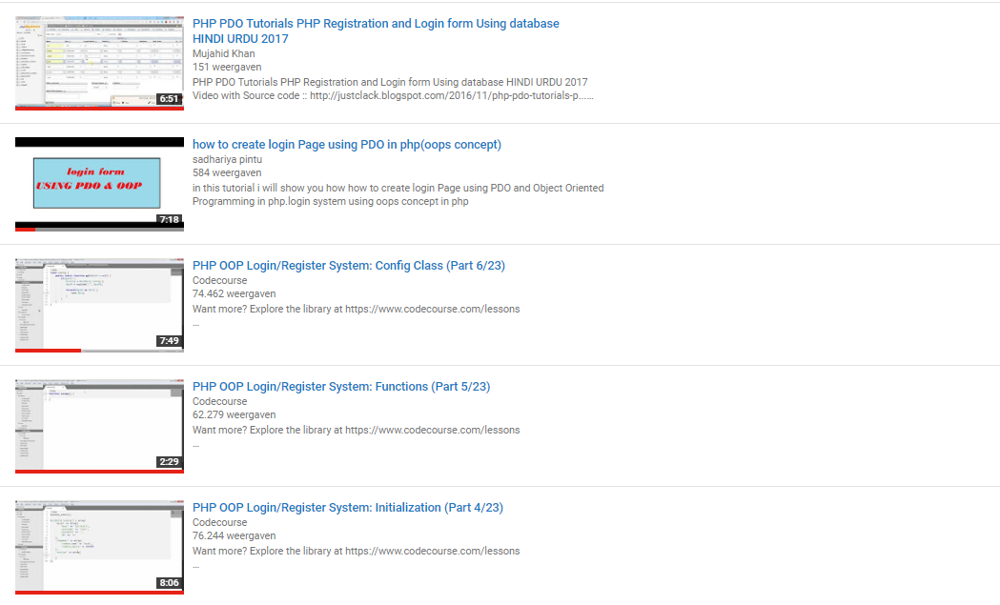 PHP PDO Tutorials PHP Registration and Login form Using database
HINDI URDU 2017
Mujahid Khan
151 weergaven
PHP PDO Tutorials PHP Registration and Login form Using database HINDI URDU 2017
Video with Source code :: http://justclack.blogspot.com/2016/11/php-pdo-tutorials-p......
6:51
how to create login Page using PDO in php(oops concept)
sadhariya pintu
584 weergaven
in this tutorial i will show you how how to create login Page using PDO and Object Oriented
Programming in php.login system using oops concept in php
login form
USING PDO & OOP
7:18
PHP OOP Login/Register System: Config Class (Part 6/23)
Codecourse
74.462 weergaven
Want more? Explore the library at https://www.codecourse.com/lessons
...
7:49
PHP OOP Login/Register System: Functions (Part 5/23)
Codecourse
62.279 weergaven
Want more? Explore the library at https://www.codecourse.com/lessons
...
2:29
PHP OOP Login/Register System: Initialization (Part 4/23)
Codecourse
76.244 weergaven
Want more? Explore the library at https://www.codecourse.com/lessons
...
8:06